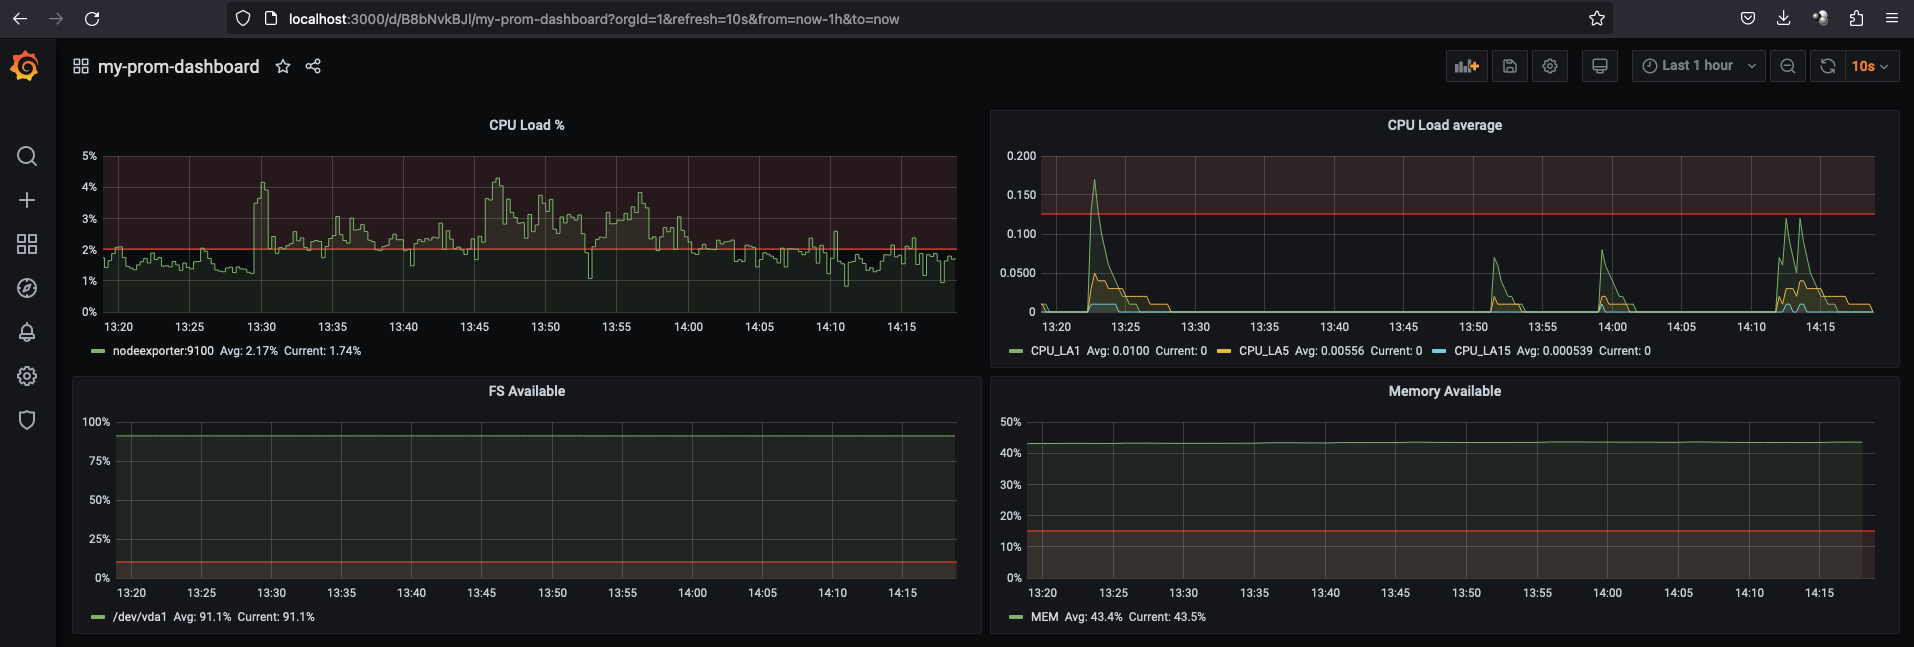 localhost:3000/d/B8bNvkBJl/my-prom-dashboard?orgId=1&refresh=10s&from=now-1h&to=now
my-prom-dashboard
Last 1 hour
10s
CPU Load %
5%
4%
3%
2%
1%
0%
13:20 13:25 13:30 13:35 13:40 13:45 13:50 13:55 14:00 14:05 14:10 14:15
nodeexporter:9100 Avg: 2.17% Current: 1.74%
CPU Load average
0.200
0.150
0.100
0.0500
0
13:20 13:25 13:30 13:35 13:40 13:45 13:50 13:55 14:00 14:05 14:10 14:15
CPU_LA1 Avg: 0.0100 Current: 0 CPU_LA5 Avg: 0.00556 Current: 0 CPU_LA15 Avg: 0.000539 Current: 0
FS Available
100%
75%
50%
25%
0%
13:20 13:25 13:30 13:35 13:40 13:45 13:50 13:55 14:00 14:05 14:10 14:15
/dev/vda1 Avg: 91.1% Current: 91.1%
Memory Available
50%
40%
30%
20%
10%
0%
13:20 13:25 13:30 13:35 13:40 13:45 13:50 13:55 14:00 14:05 14:10 14:15
MEM Avg: 43.4% Current: 43.5%